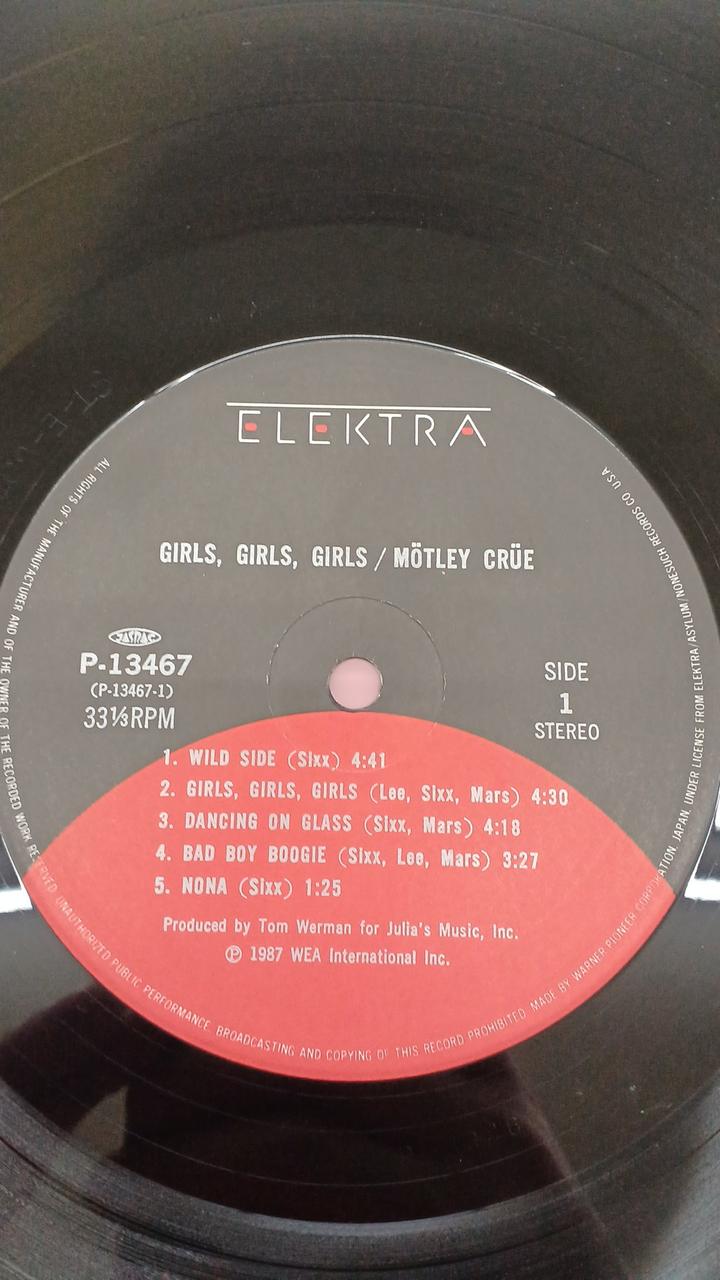 ELEKTRA
GIRLS, GIRLS, GIRLS / MÖTLEY CRÜE
JASRAC
P-13467
(P-13467-1)
33⅓RPM
SIDE
1
STEREO
1. WILD SIDE (Sixx) 4:41
2. GIRLS, GIRLS, GIRLS (Lee, Sixx, Mars) 4:30
3. DANCING ON GLASS (Sixx, Mars) 4:18
4. BAD BOY BOOGIE (Sixx, Lee, Mars) 3:27
5. NONA (Sixx) 1:25
Produced by Tom Werman for Julia's Music, Inc.
℗ 1987 WEA International Inc.
ALL RIGHTS OF THE MANUFACTURER AND OF THE OWNER OF THE RECORDED WORK RESERVED. UNAUTHORIZED PUBLIC PERFORMANCE, BROADCASTING AND COPYING OF THIS RECORD PROHIBITED. MADE BY WARNER-PIONEER CORPORATION, JAPAN, UNDER LICENSE FROM ELEKTRA/ASYLUM/NONESUCH RECORDS CO. USA